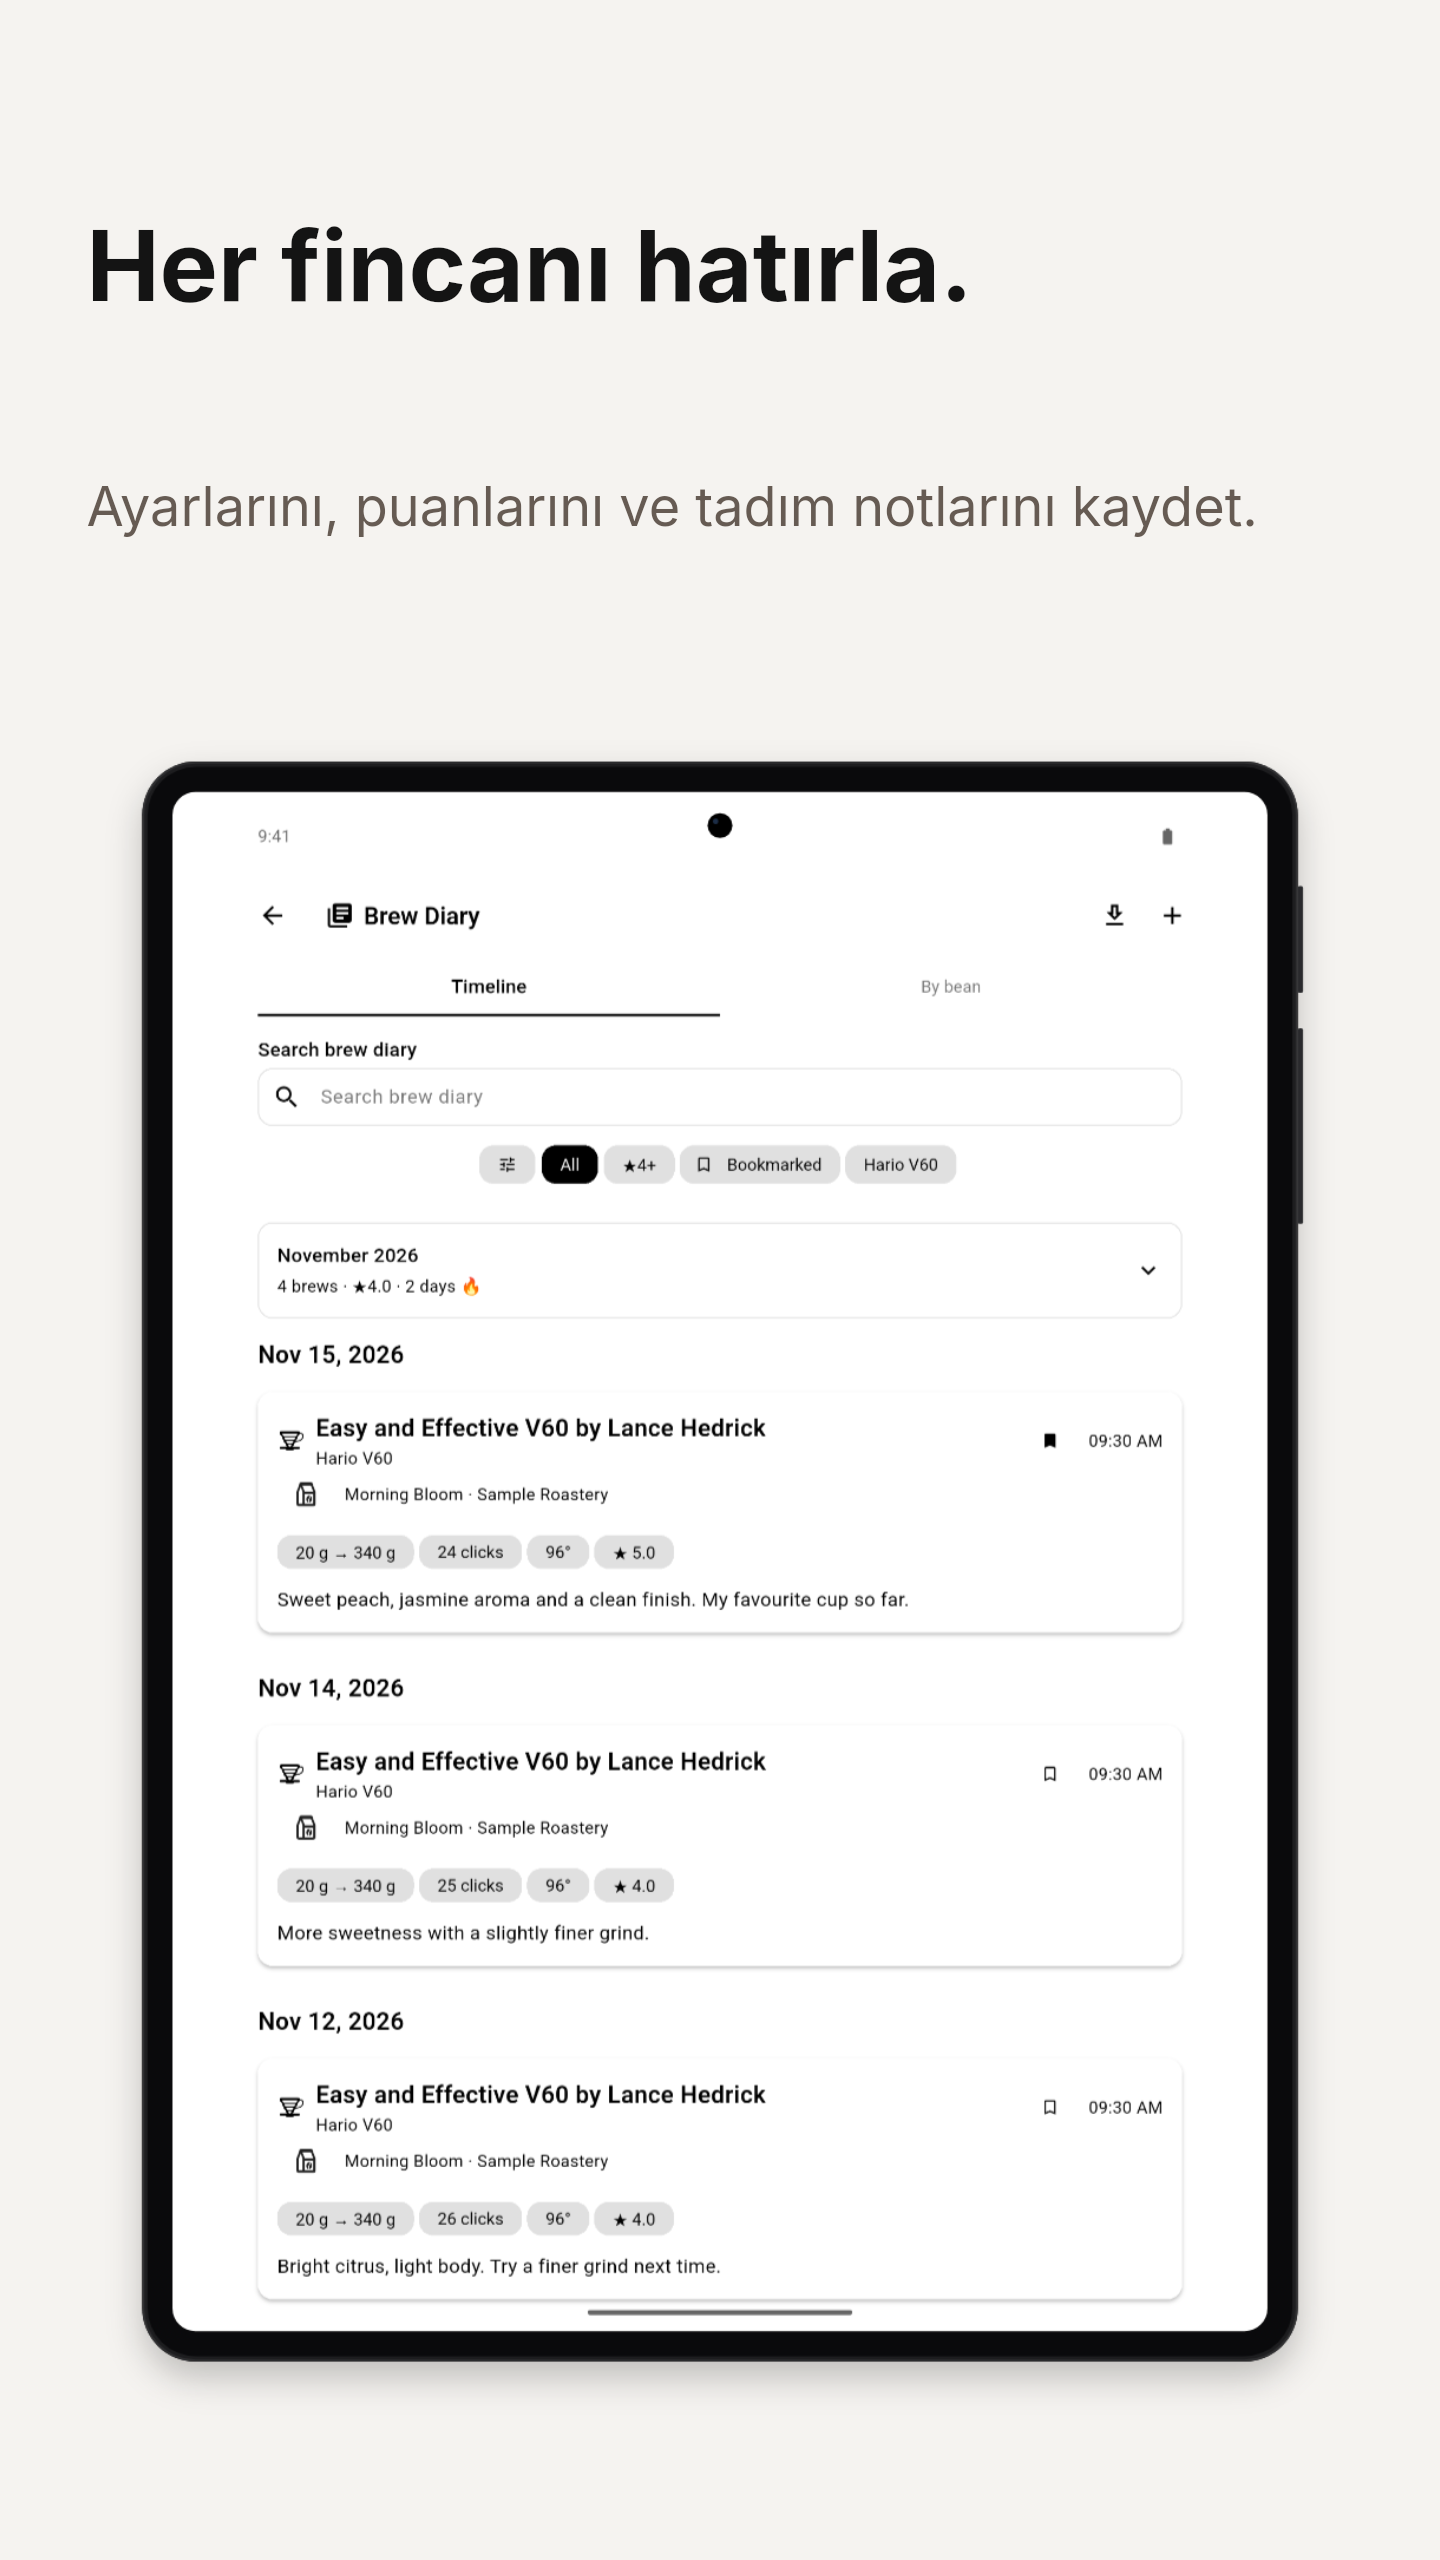 Her fincanı hatırla.
Ayarlarını, puanlarını ve tadım notlarını kaydet.
9:41
Brew Diary
Timeline
By bean
Search brew diary
Search brew diary
All
★4+
Bookmarked
Hario V60
November 2026
4 brews · ★4.0 · 2 days 🔥
Nov 15, 2026
Easy and Effective V60 by Lance Hedrick
09:30 AM
Hario V60
Morning Bloom · Sample Roastery
20 g → 340 g
24 clicks
96°
★ 5.0
Sweet peach, jasmine aroma and a clean finish. My favourite cup so far.
Nov 14, 2026
Easy and Effective V60 by Lance Hedrick
09:30 AM
Hario V60
Morning Bloom · Sample Roastery
20 g → 340 g
25 clicks
96°
★ 4.0
More sweetness with a slightly finer grind.
Nov 12, 2026
Easy and Effective V60 by Lance Hedrick
09:30 AM
Hario V60
Morning Bloom · Sample Roastery
20 g → 340 g
26 clicks
96°
★ 4.0
Bright citrus, light body. Try a finer grind next time.